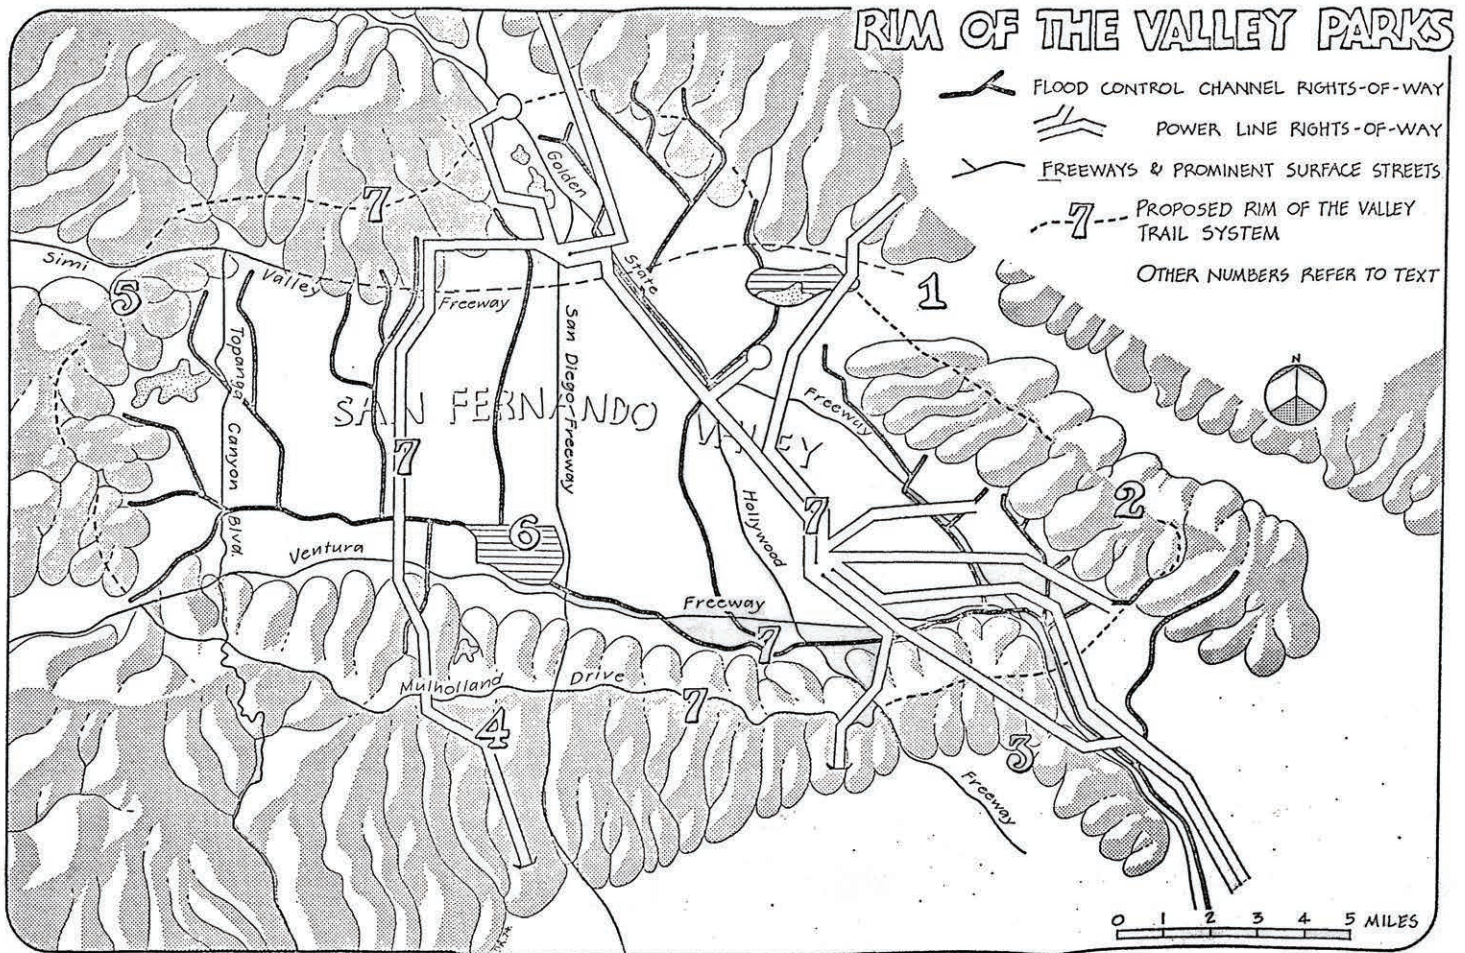 RIM OF THE VALLEY PARKS
FLOOD CONTROL CHANNEL RIGHTS-OF-WAY
POWER LINE RIGHTS-OF-WAY
FREEWAYS & PROMINENT SURFACE STREETS
7 PROPOSED RIM OF THE VALLEY
TRAIL SYSTEM
OTHER NUMBERS REFER TO TEXT
Golden
7
State
Simi
Valley
Freeway
5
1
N
Topanga
Canyon
Blvd.
San Diego Freeway
SAN FERNANDO VALLEY
Freeway
7
Hollywood
7
2
6
Ventura
Freeway
7
Mulholland
Drive
7
4
3
Freeway
0 1 2 3 4 5 MILES